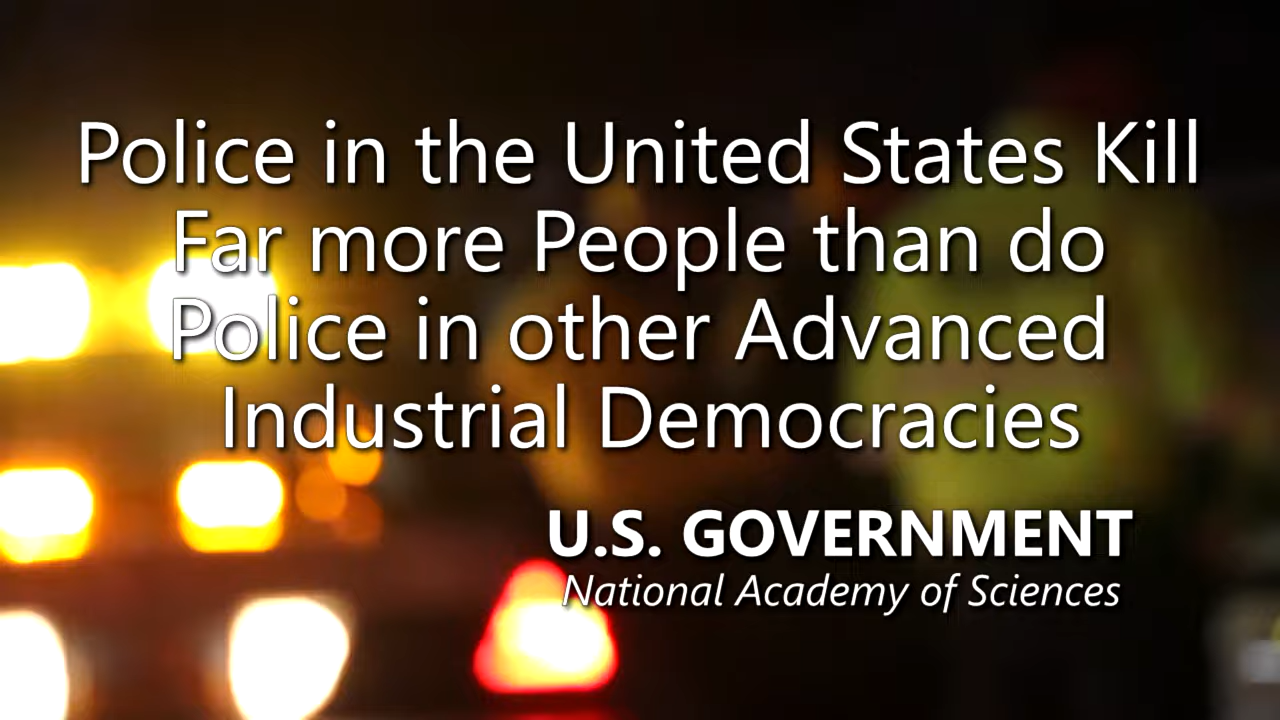 Police in the United States Kill
Far more People than do
Police in other Advanced
Industrial Democracies
U.S. GOVERNMENT
National Academy of Sciences